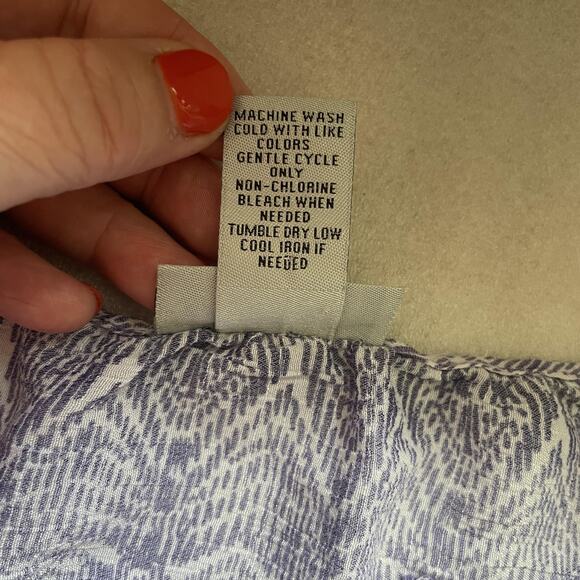 MACHINE WASH
COLD WITH LIKE
COLORS
GENTLE CYCLE
ONLY
NON-CHLORINE
BLEACH WHEN
NEEDED
TUMBLE DRY LOW
COOL IRON IF
NEEDED